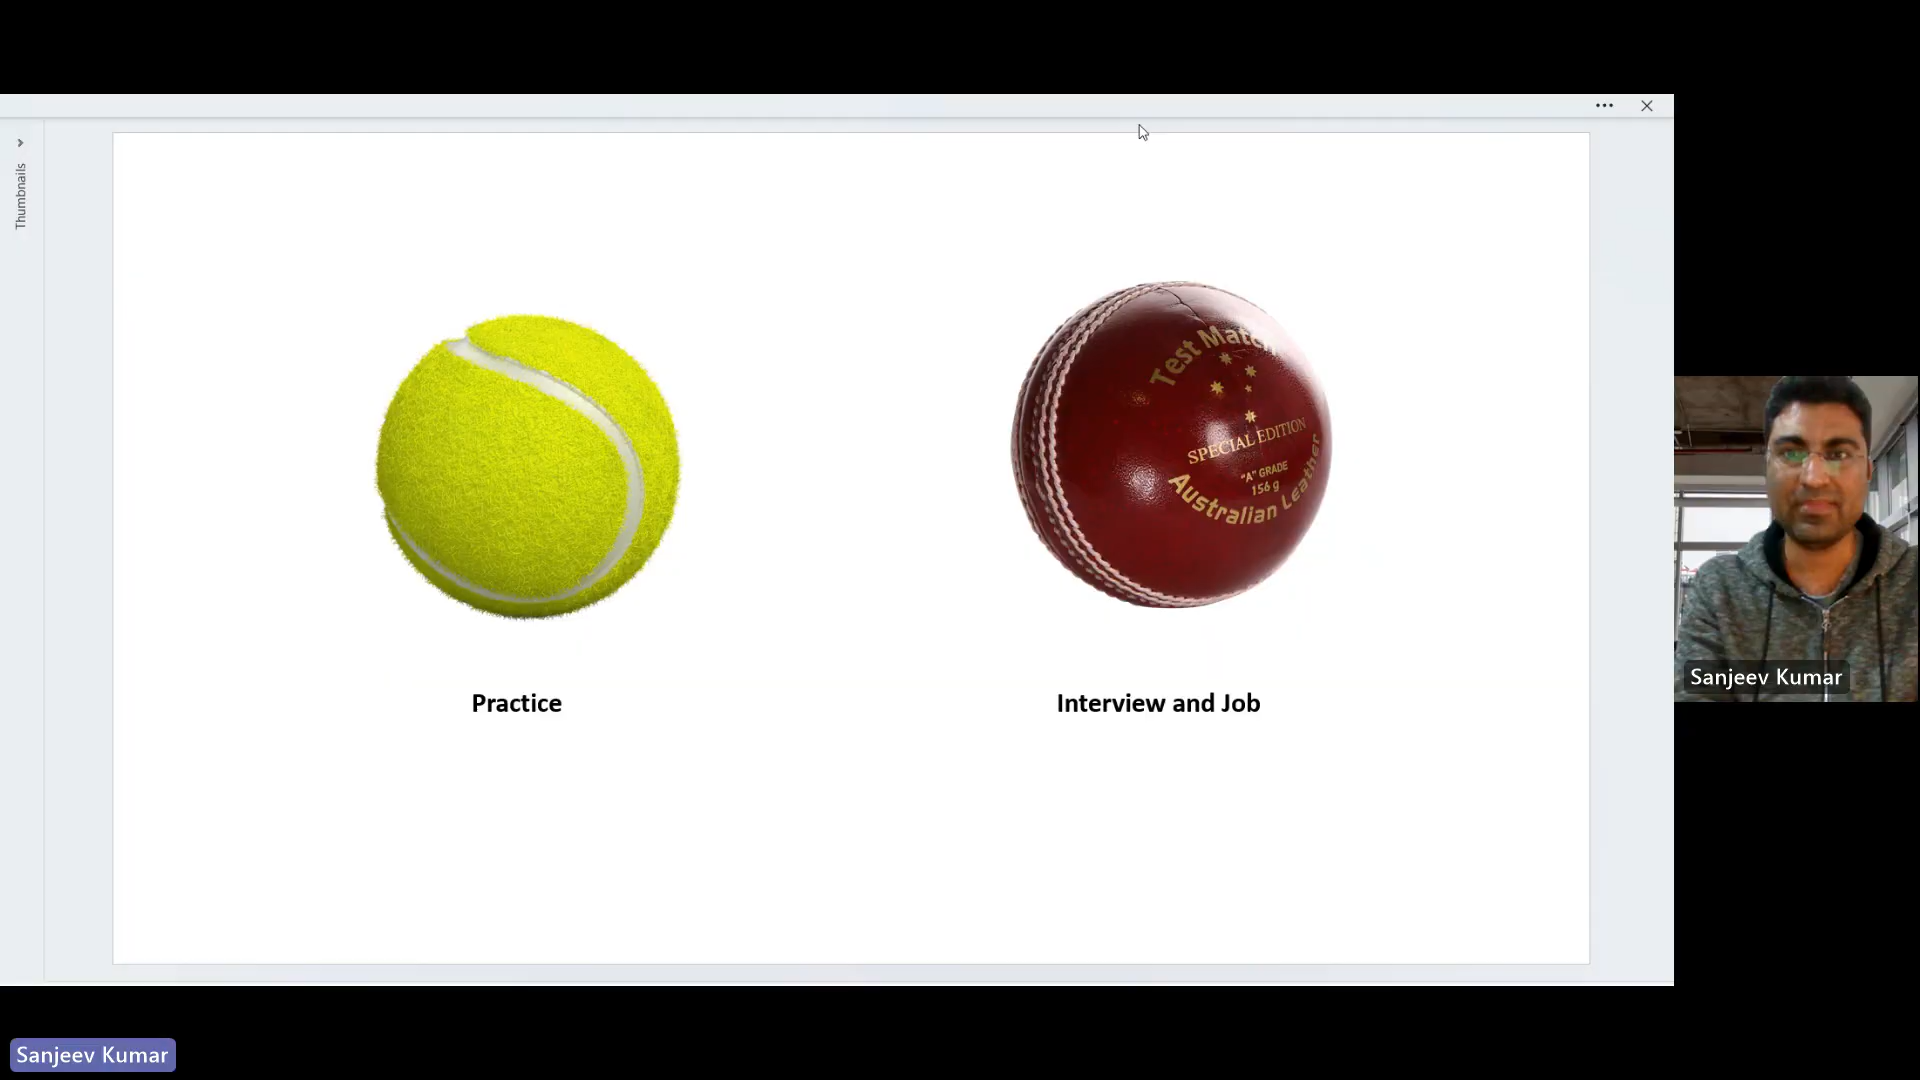 Thumbnails
Test Match
SPECIAL EDITION
"A" GRADE
156 g
Australian Leather
Practice
Interview and Job
Sanjeev Kumar
Sanjeev Kumar